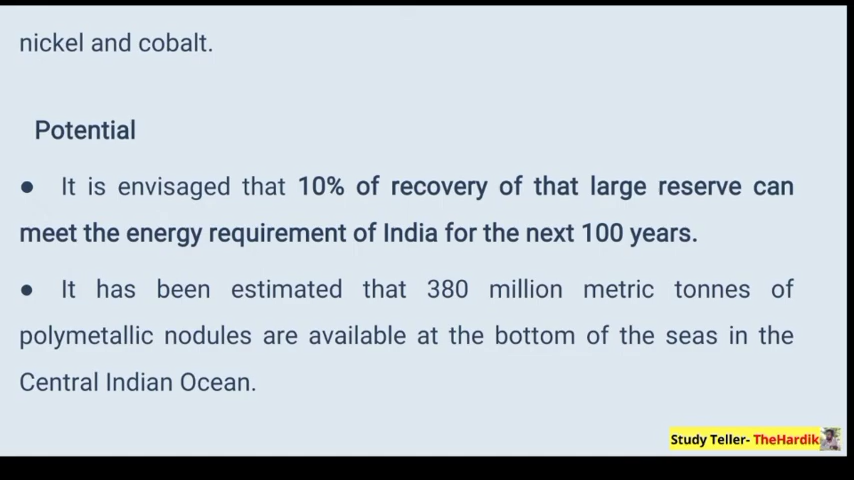 nickel and cobalt.
Potential
● It is envisaged that 10% of recovery of that large reserve can
meet the energy requirement of India for the next 100 years.
● It has been estimated that 380 million metric tonnes of
polymetallic nodules are available at the bottom of the seas in the
Central Indian Ocean.
Study Teller- TheHardik